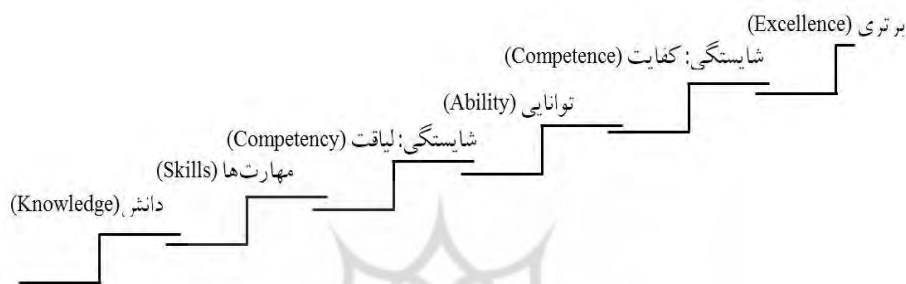 برتری (Excellence)
شایستگی: کفایت (Competence)
توانایی (Ability)
شایستگی: لیاقت (Competency)
مهارت‌ها (Skills)
دانش (Knowledge)